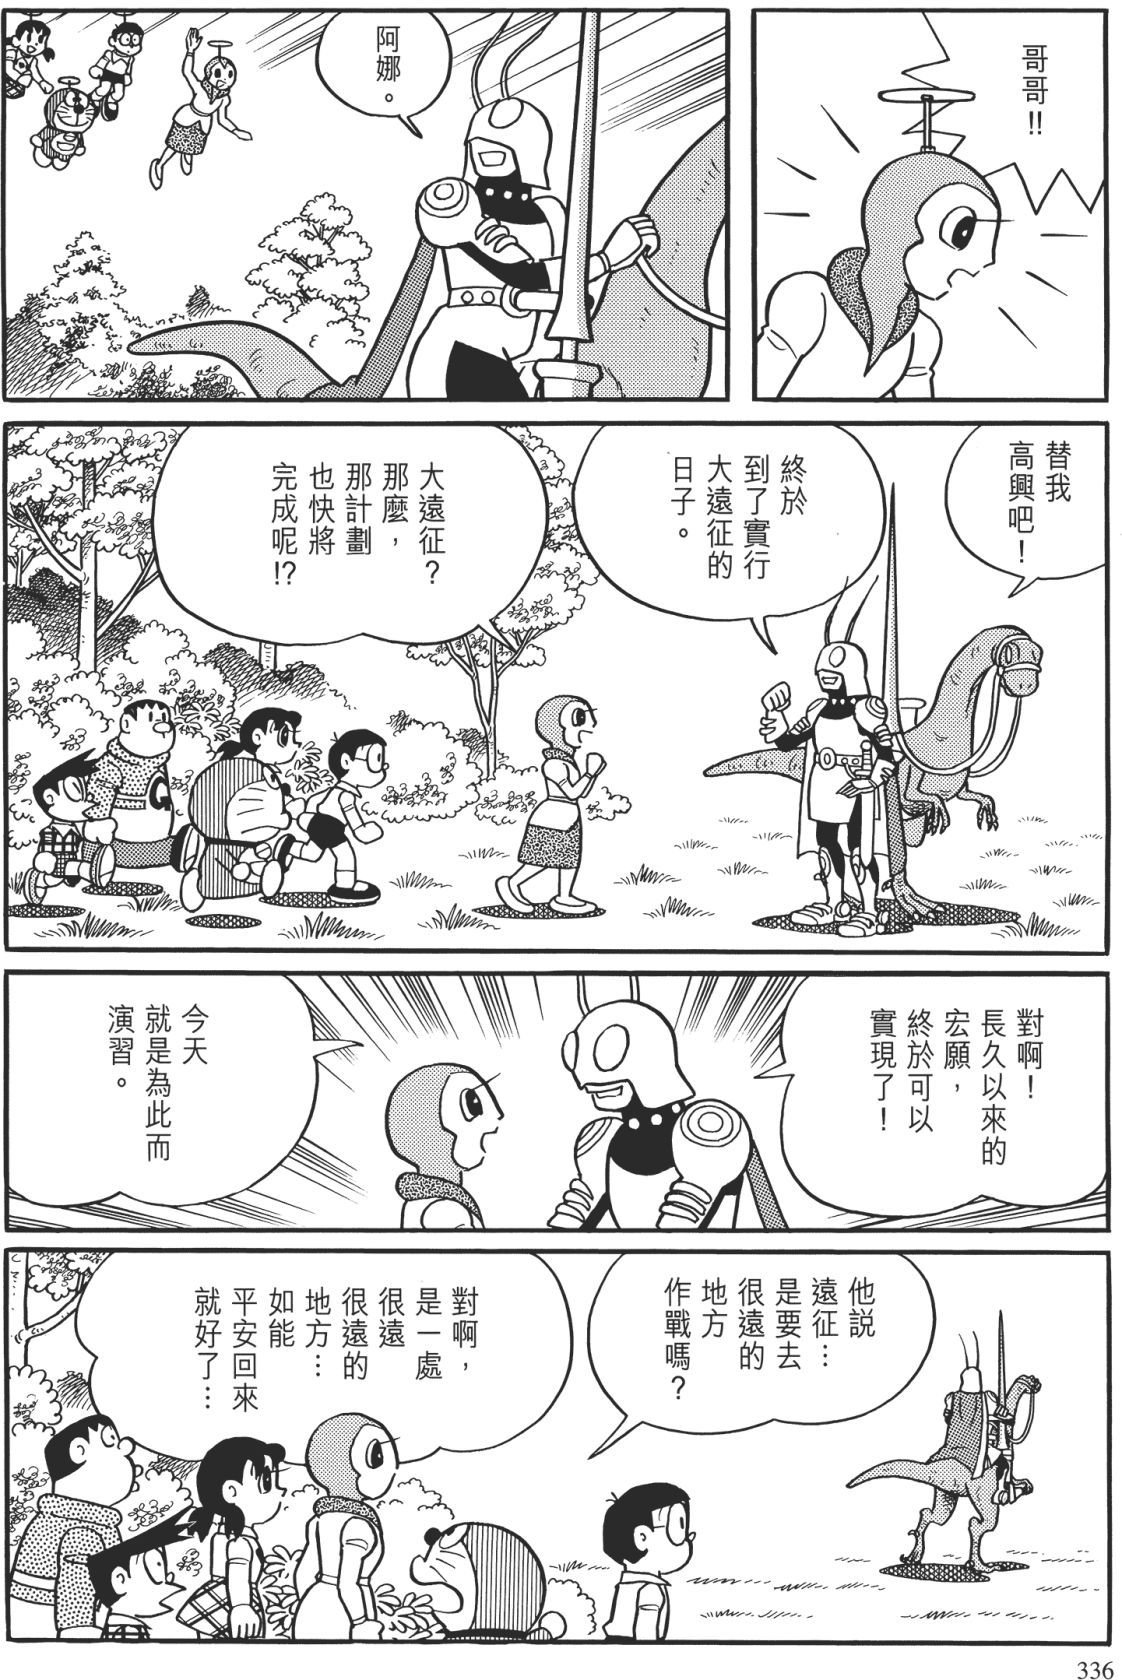 哥哥!!
阿娜。
替我
高興吧！
終於
到了實行
大遠征的
日子。
大遠征？
那麼，
那計劃
也快將
完成呢!?
對啊！
長久以來的
宏願，
終於可以
實現了！
今天
就是為此而
演習。
他說
遠征…
是要去
很遠的
地方
作戰嗎？
對啊，
是一處
很遠
很遠的
地方…
如能
平安回來
就好了…
336